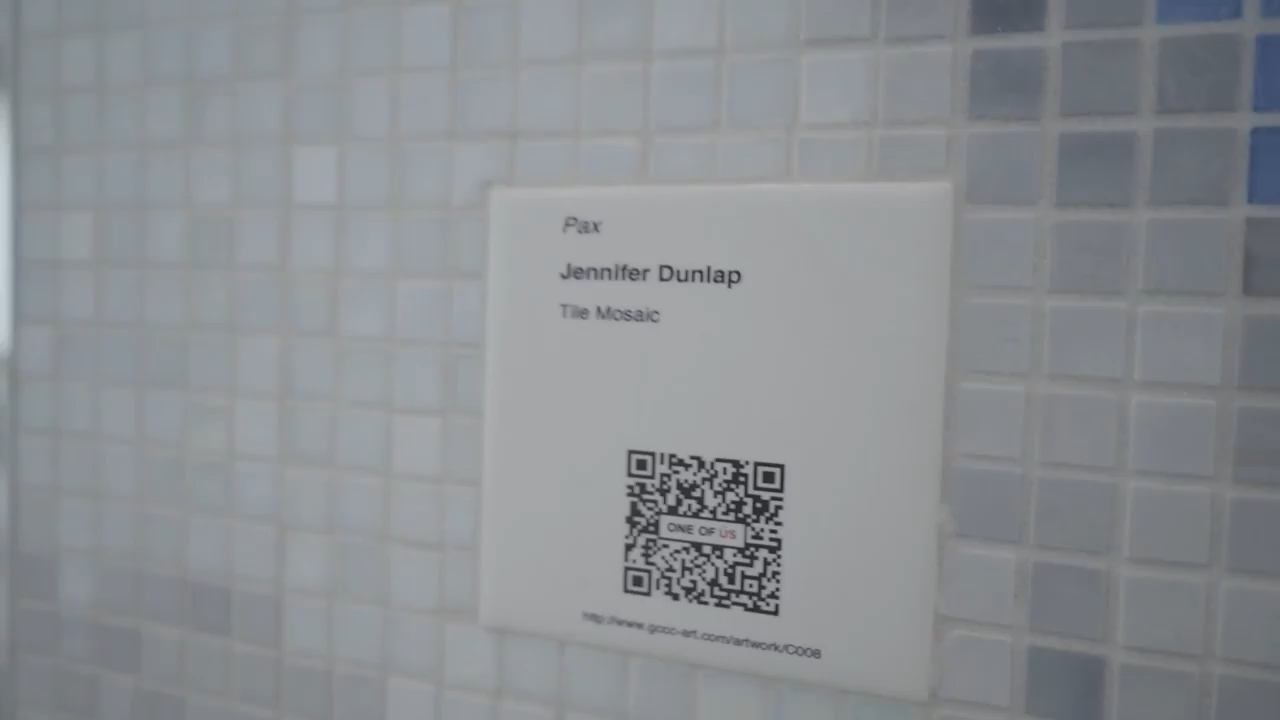 Pax
Jennifer Dunlap
Tile Mosaic
ONE OF US
http://www.gccc-art.com/artwork/C008